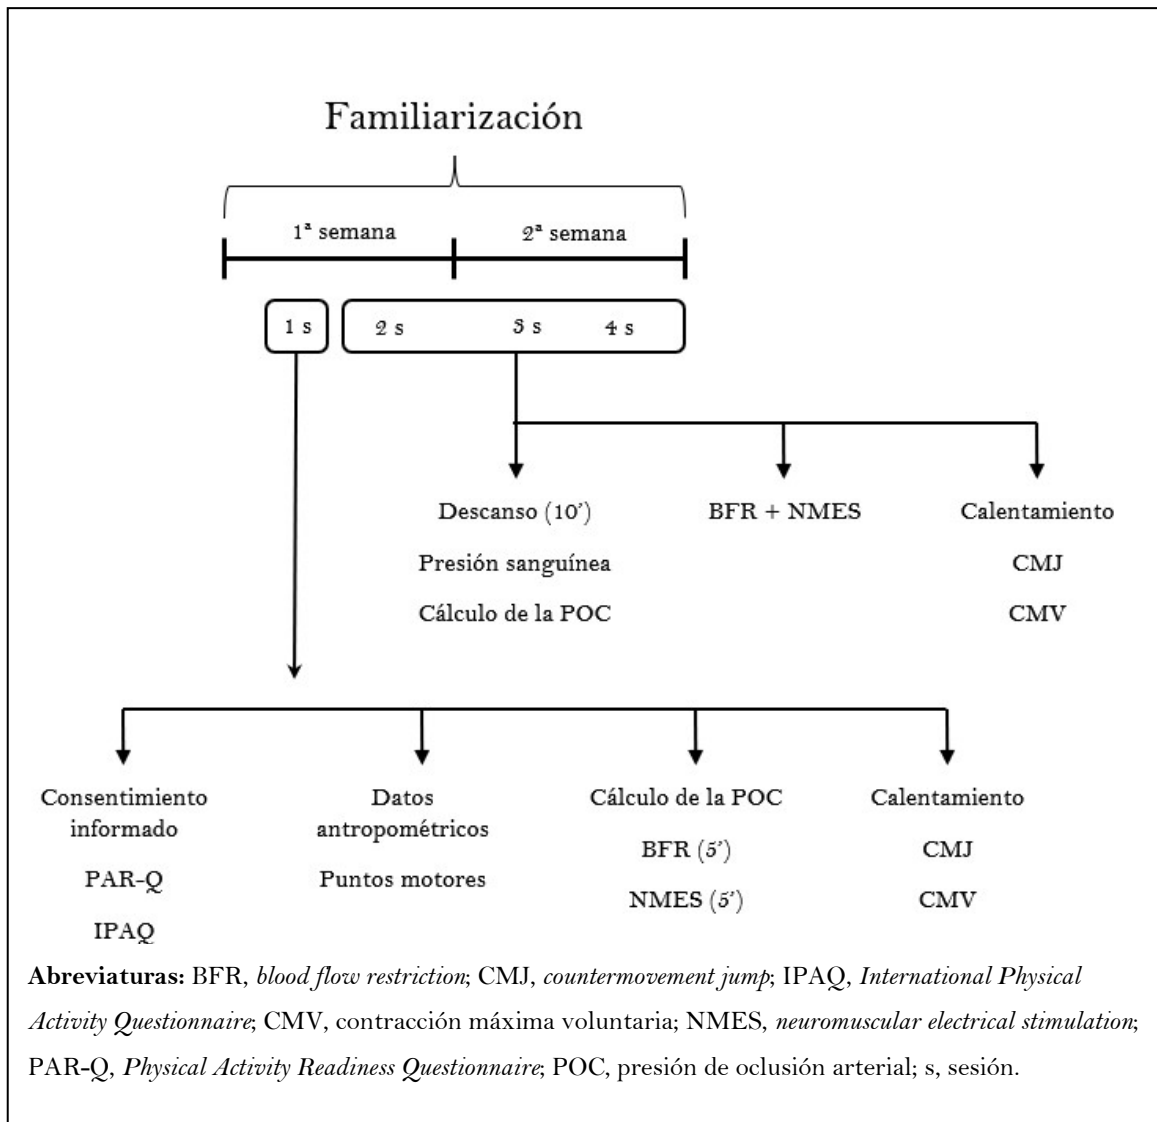 Familiarización
1ª semana
2ª semana
1 s
2 s
3 s
4 s
Descanso (10’)
Presión sanguínea
Cálculo de la POC
BFR + NMES
Calentamiento
CMJ
CMV
Consentimiento
informado
PAR-Q
IPAQ
Datos
antropométricos
Puntos motores
Cálculo de la POC
BFR (5’)
NMES (5’)
Calentamiento
CMJ
CMV
Abreviaturas: BFR, blood flow restriction; CMJ, countermovement jump; IPAQ, International Physical
Activity Questionnaire; CMV, contracción máxima voluntaria; NMES, neuromuscular electrical stimulation;
PAR-Q, Physical Activity Readiness Questionnaire; POC, presión de oclusión arterial; s, sesión.